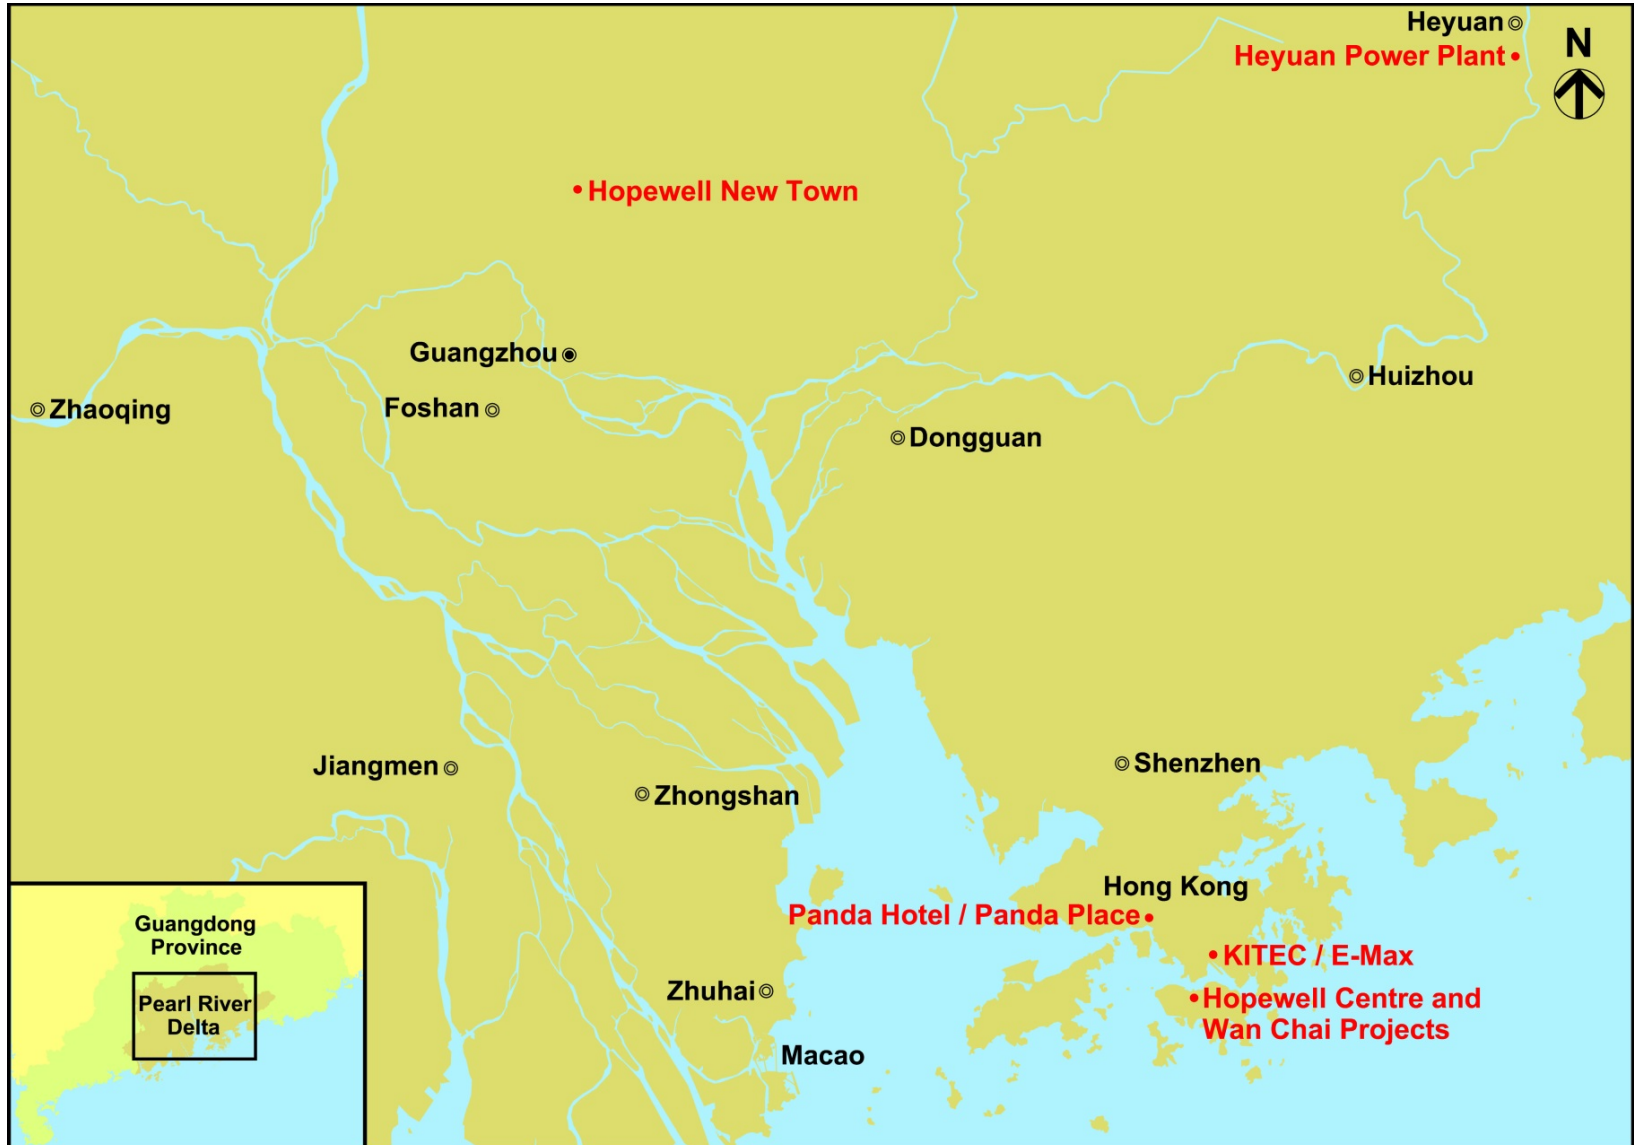 Heyuan
Heyuan Power Plant
N
Hopewell New Town
Guangzhou
Huizhou
Zhaoqing
Foshan
Dongguan
Jiangmen
Shenzhen
Zhongshan
Hong Kong
Panda Hotel / Panda Place
KITEC / E-Max
Zhuhai
Hopewell Centre and
Wan Chai Projects
Macao
Guangdong
Province
Pearl River
Delta